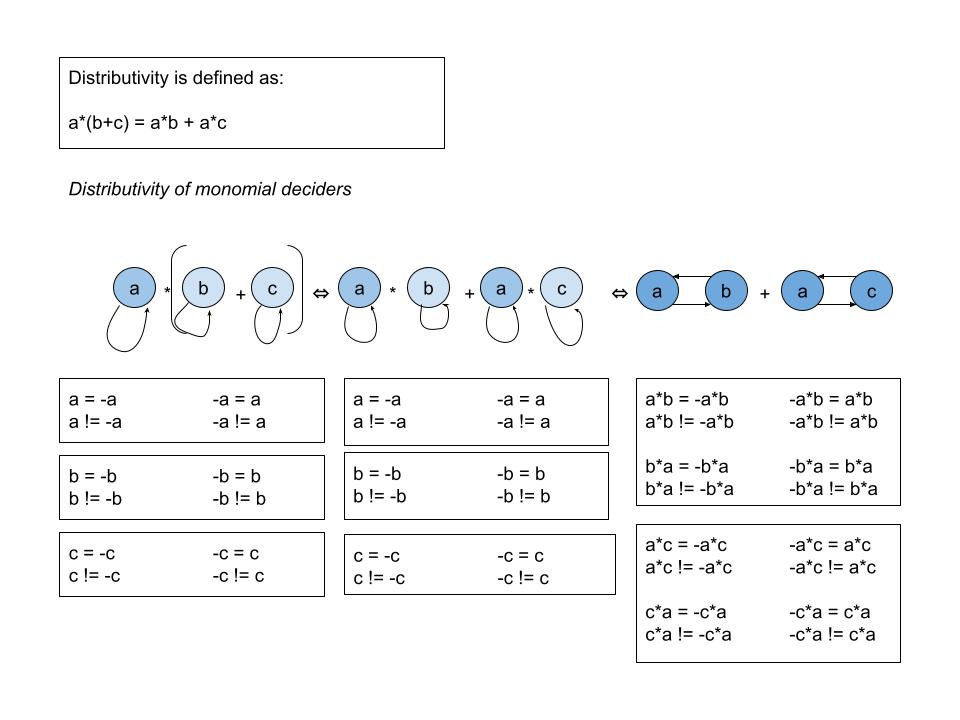 Distributivity is defined as:
a*(b+c) = a*b + a*c
Distributivity of monomial deciders
a * b + c ⇔ a * b + a * c ⇔ a b + a c
a = -a -a = a
a != -a -a != a
b = -b -b = b
b != -b -b != b
c = -c -c = c
c != -c -c != c
a = -a -a = a
a != -a -a != a
b = -b -b = b
b != -b -b != b
c = -c -c = c
c != -c -c != c
a*b = -a*b -a*b = a*b
a*b != -a*b -a*b != a*b
b*a = -b*a -b*a = b*a
b*a != -b*a -b*a != b*a
a*c = -a*c -a*c = a*c
a*c != -a*c -a*c != a*c
c*a = -c*a -c*a = c*a
c*a != -c*a -c*a != c*a